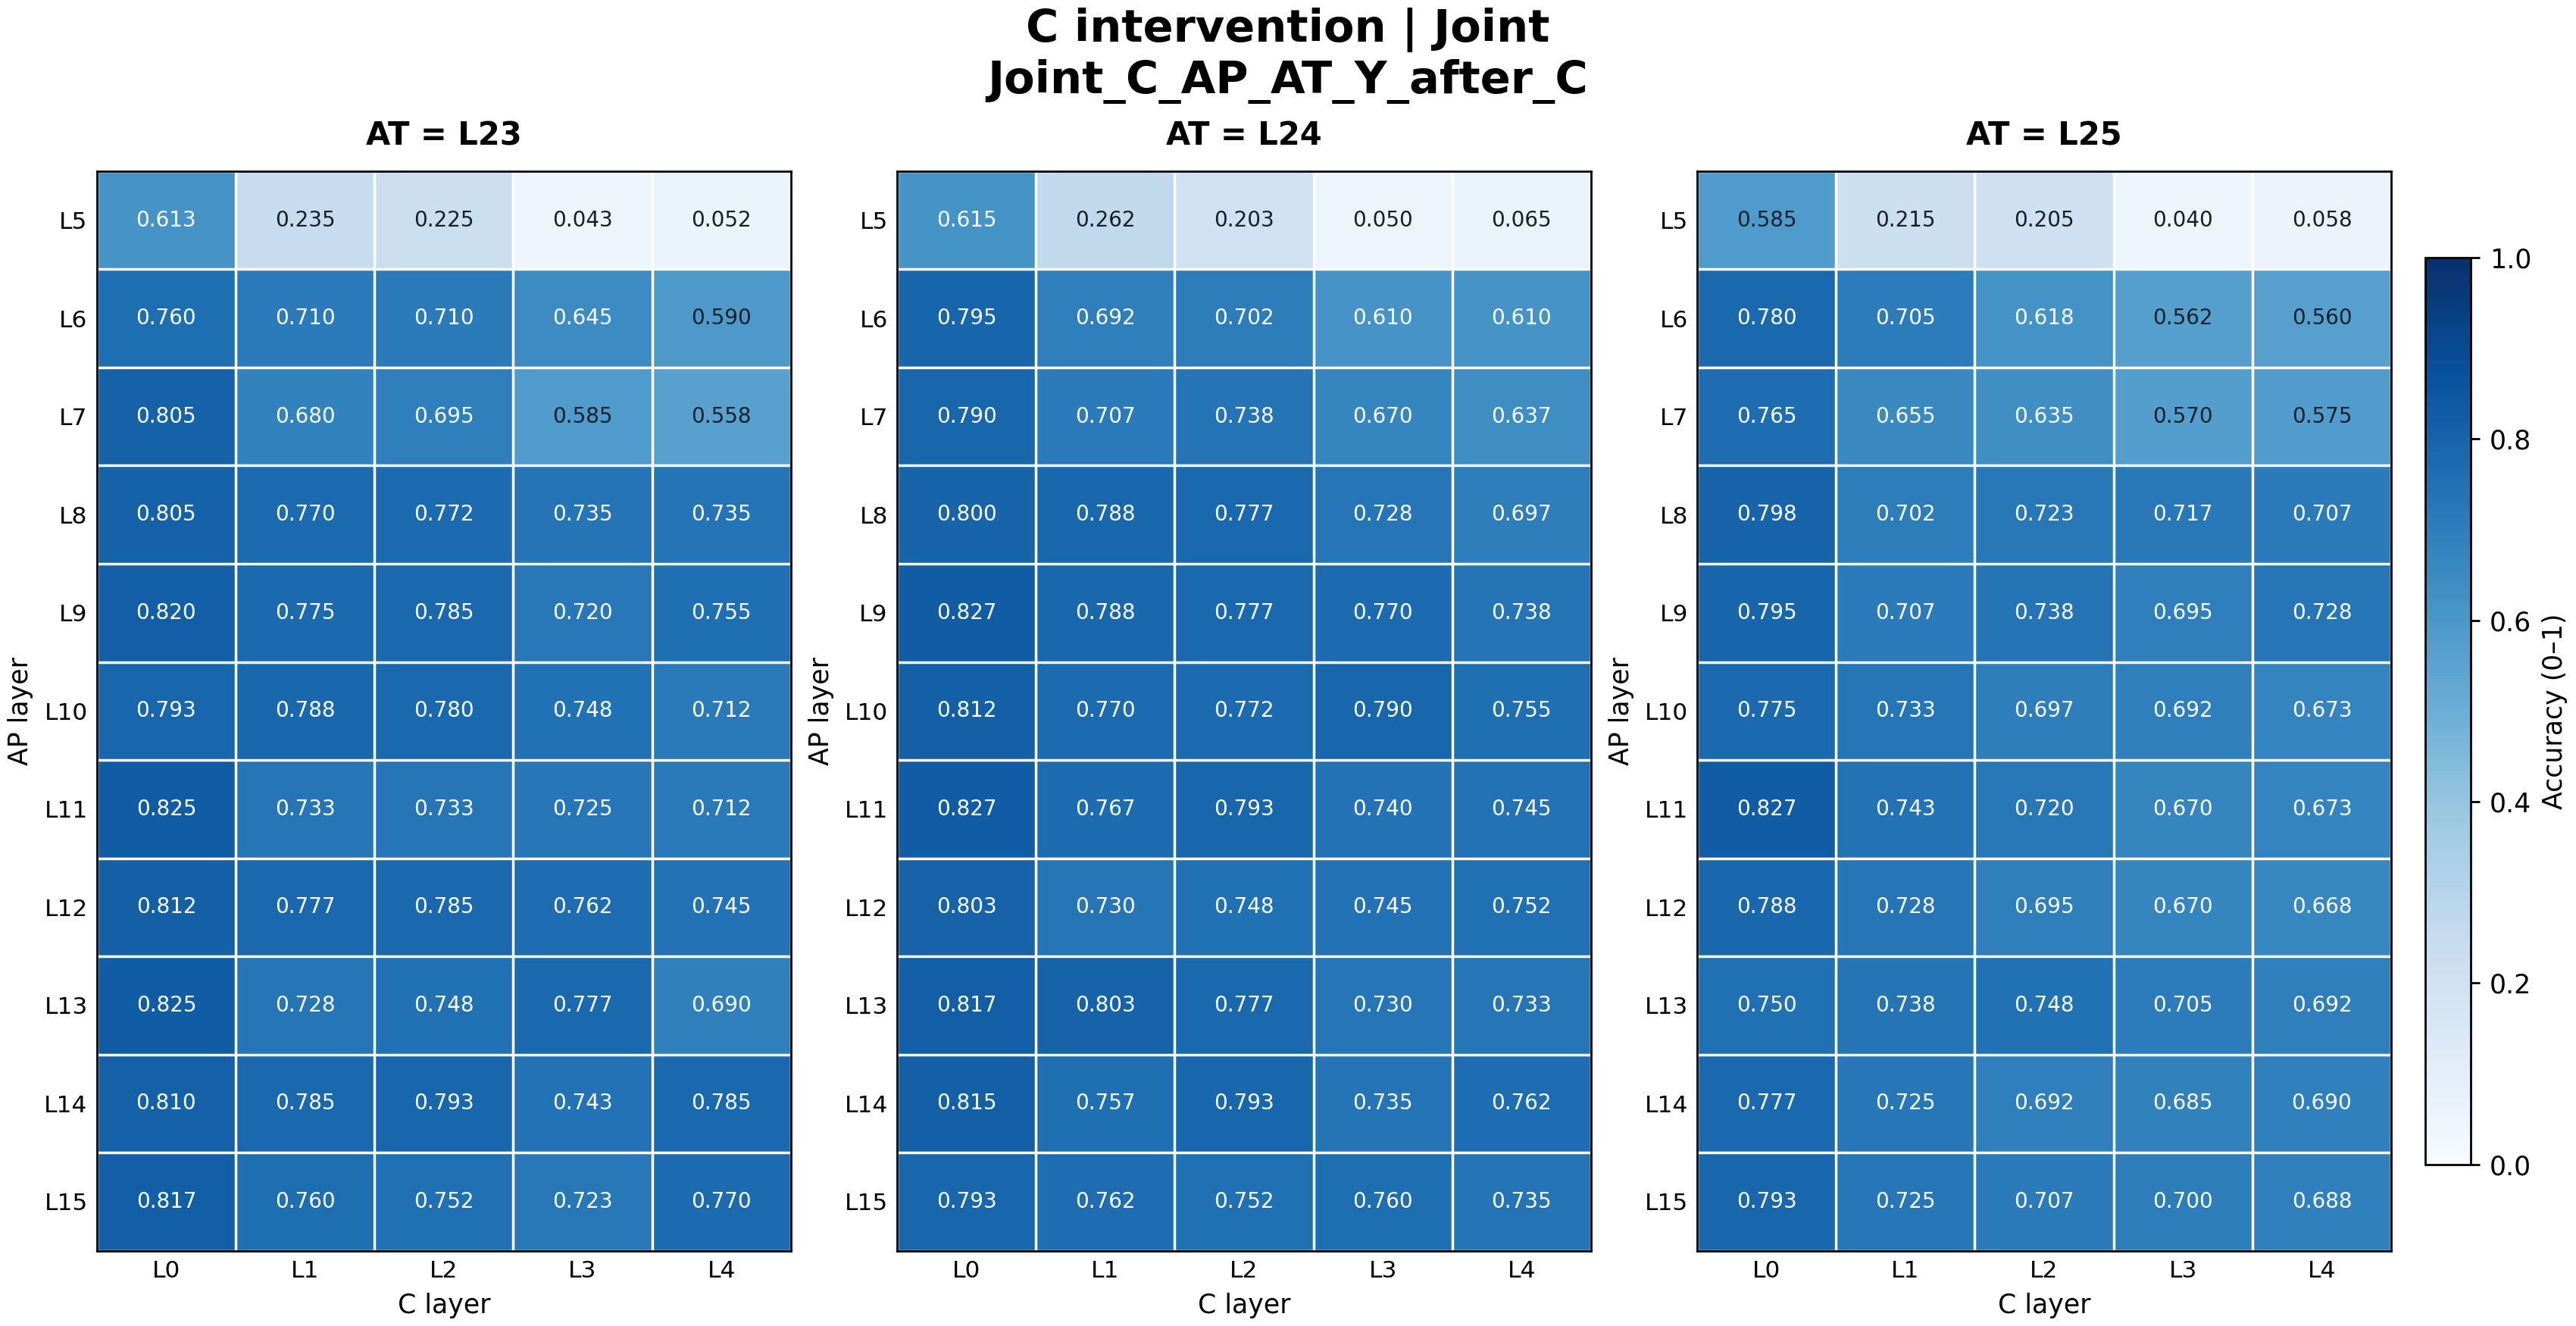 C intervention | Joint
Joint_C_AP_AT_Y_after_C
AT = L23
AP layer
L5 0.613 0.235 0.225 0.043 0.052
L6 0.760 0.710 0.710 0.645 0.590
L7 0.805 0.680 0.695 0.585 0.558
L8 0.805 0.770 0.772 0.735 0.735
L9 0.820 0.775 0.785 0.720 0.755
L10 0.793 0.788 0.780 0.748 0.712
L11 0.825 0.733 0.733 0.725 0.712
L12 0.812 0.777 0.785 0.762 0.745
L13 0.825 0.728 0.748 0.777 0.690
L14 0.810 0.785 0.793 0.743 0.785
L15 0.817 0.760 0.752 0.723 0.770
L0 L1 L2 L3 L4
C layer
AT = L24
AP layer
L5 0.615 0.262 0.203 0.050 0.065
L6 0.795 0.692 0.702 0.610 0.610
L7 0.790 0.707 0.738 0.670 0.637
L8 0.800 0.788 0.777 0.728 0.697
L9 0.827 0.788 0.777 0.770 0.738
L10 0.812 0.770 0.772 0.790 0.755
L11 0.827 0.767 0.793 0.740 0.745
L12 0.803 0.730 0.748 0.745 0.752
L13 0.817 0.803 0.777 0.730 0.733
L14 0.815 0.757 0.793 0.735 0.762
L15 0.793 0.762 0.752 0.760 0.735
L0 L1 L2 L3 L4
C layer
AT = L25
AP layer
L5 0.585 0.215 0.205 0.040 0.058
L6 0.780 0.705 0.618 0.562 0.560
L7 0.765 0.655 0.635 0.570 0.575
L8 0.798 0.702 0.723 0.717 0.707
L9 0.795 0.707 0.738 0.695 0.728
L10 0.775 0.733 0.697 0.692 0.673
L11 0.827 0.743 0.720 0.670 0.673
L12 0.788 0.728 0.695 0.670 0.668
L13 0.750 0.738 0.748 0.705 0.692
L14 0.777 0.725 0.692 0.685 0.690
L15 0.793 0.725 0.707 0.700 0.688
L0 L1 L2 L3 L4
C layer
1.0
0.8
0.6
0.4
0.2
0.0
Accuracy (0–1)